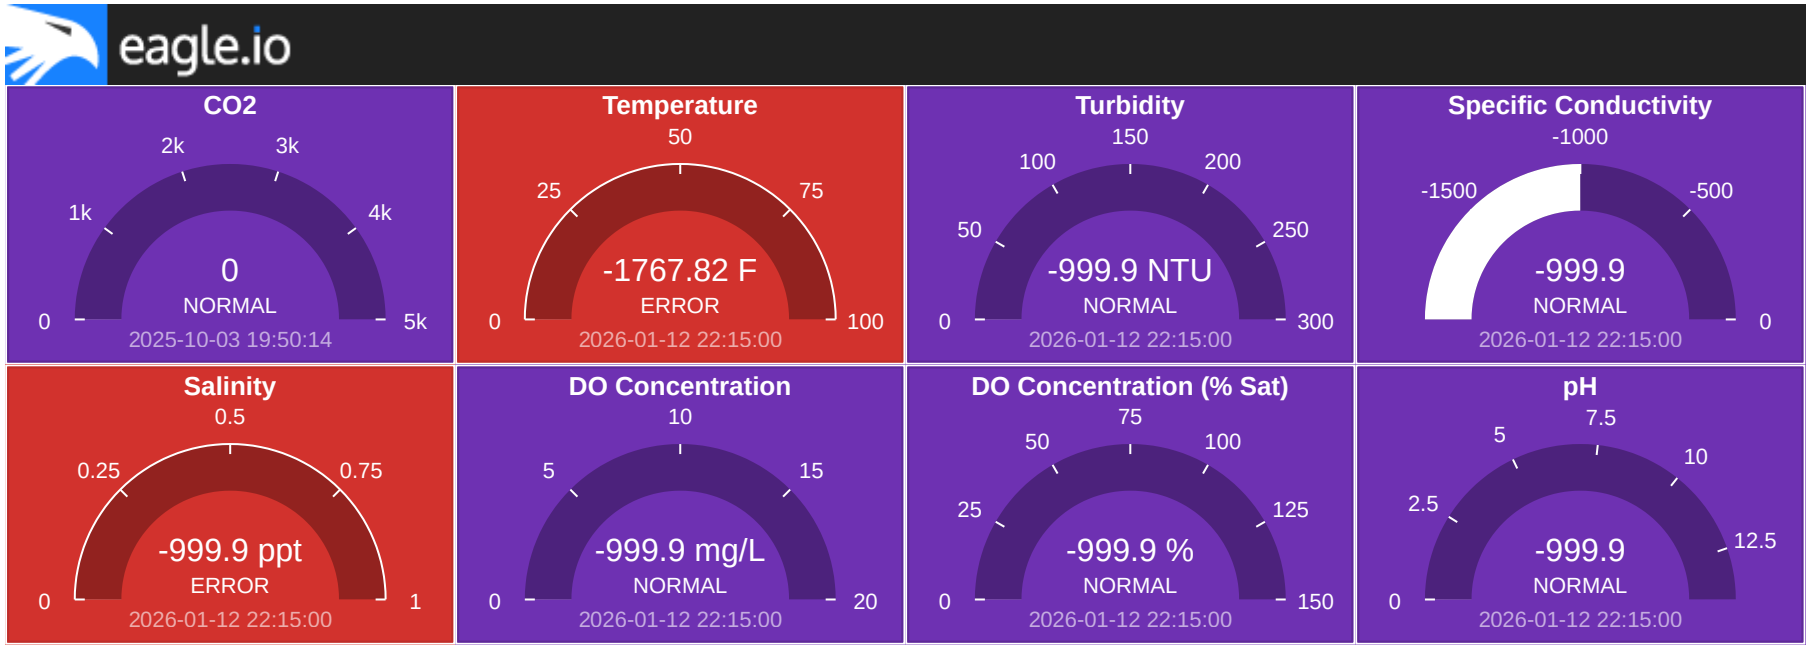 eagle.io
CO2
0
1k
2k
3k
4k
5k
0
NORMAL
2025-10-03 19:50:14
Temperature
0
25
50
75
100
-1767.82 F
ERROR
2026-01-12 22:15:00
Turbidity
0
50
100
150
200
250
300
-999.9 NTU
NORMAL
2026-01-12 22:15:00
Specific Conductivity
-1500
-1000
-500
0
-999.9
NORMAL
2026-01-12 22:15:00
Salinity
0
0.25
0.5
0.75
1
-999.9 ppt
ERROR
2026-01-12 22:15:00
DO Concentration
0
5
10
15
20
-999.9 mg/L
NORMAL
2026-01-12 22:15:00
DO Concentration (% Sat)
0
25
50
75
100
125
150
-999.9 %
NORMAL
2026-01-12 22:15:00
pH
0
2.5
5
7.5
10
12.5
-999.9
NORMAL
2026-01-12 22:15:00